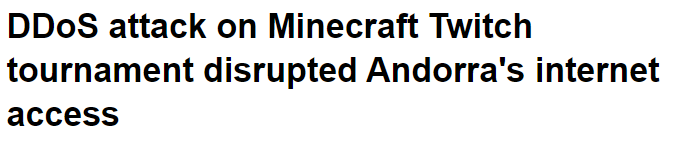 DDoS attack on Minecraft Twitch
tournament disrupted Andorra's internet
access